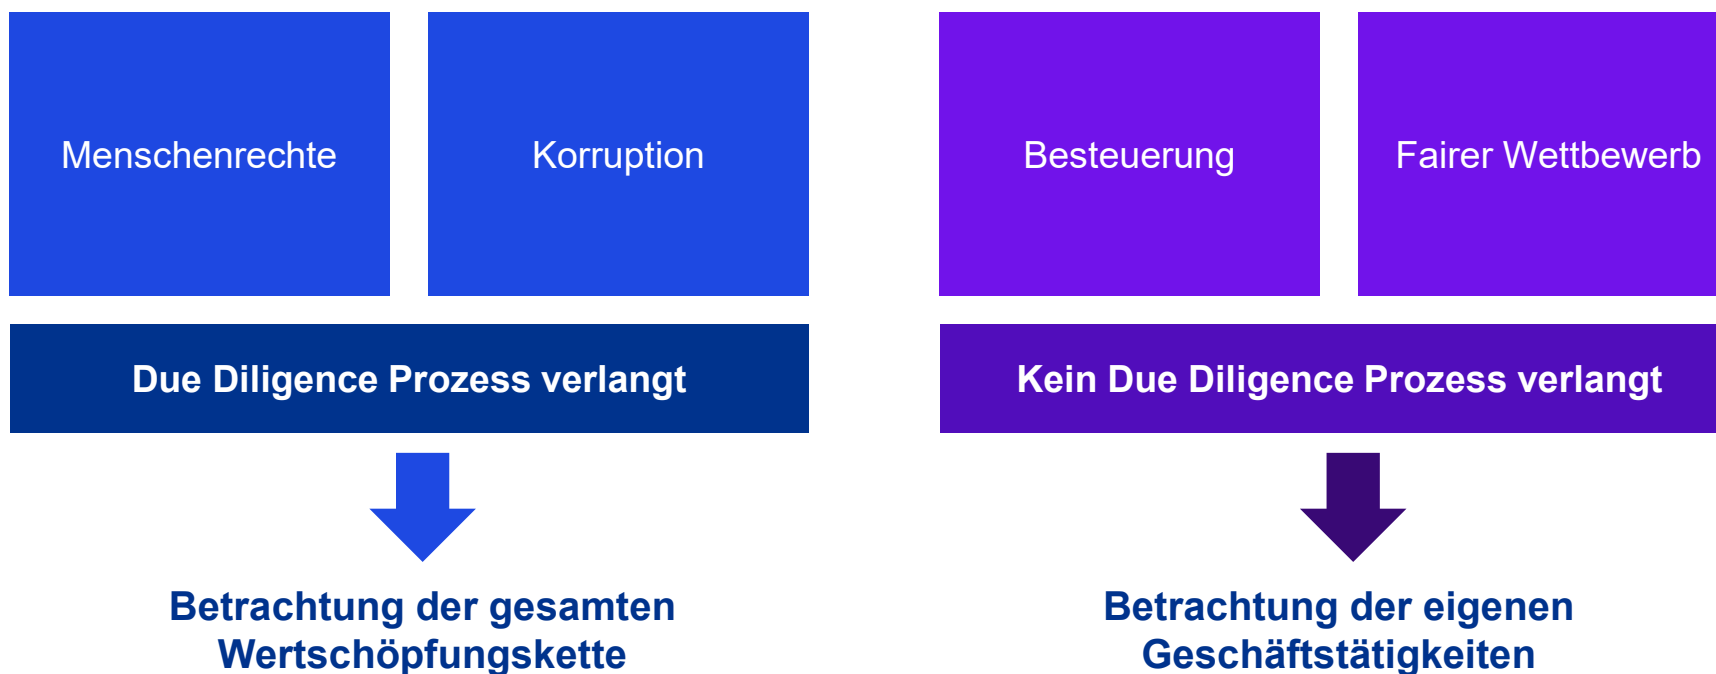 Menschenrechte
Korruption
Besteuerung
Fairer Wettbewerb
Due Diligence Prozess verlangt
Kein Due Diligence Prozess verlangt
Betrachtung der gesamten
Wertschöpfungskette
Betrachtung der eigenen
Geschäftstätigkeiten